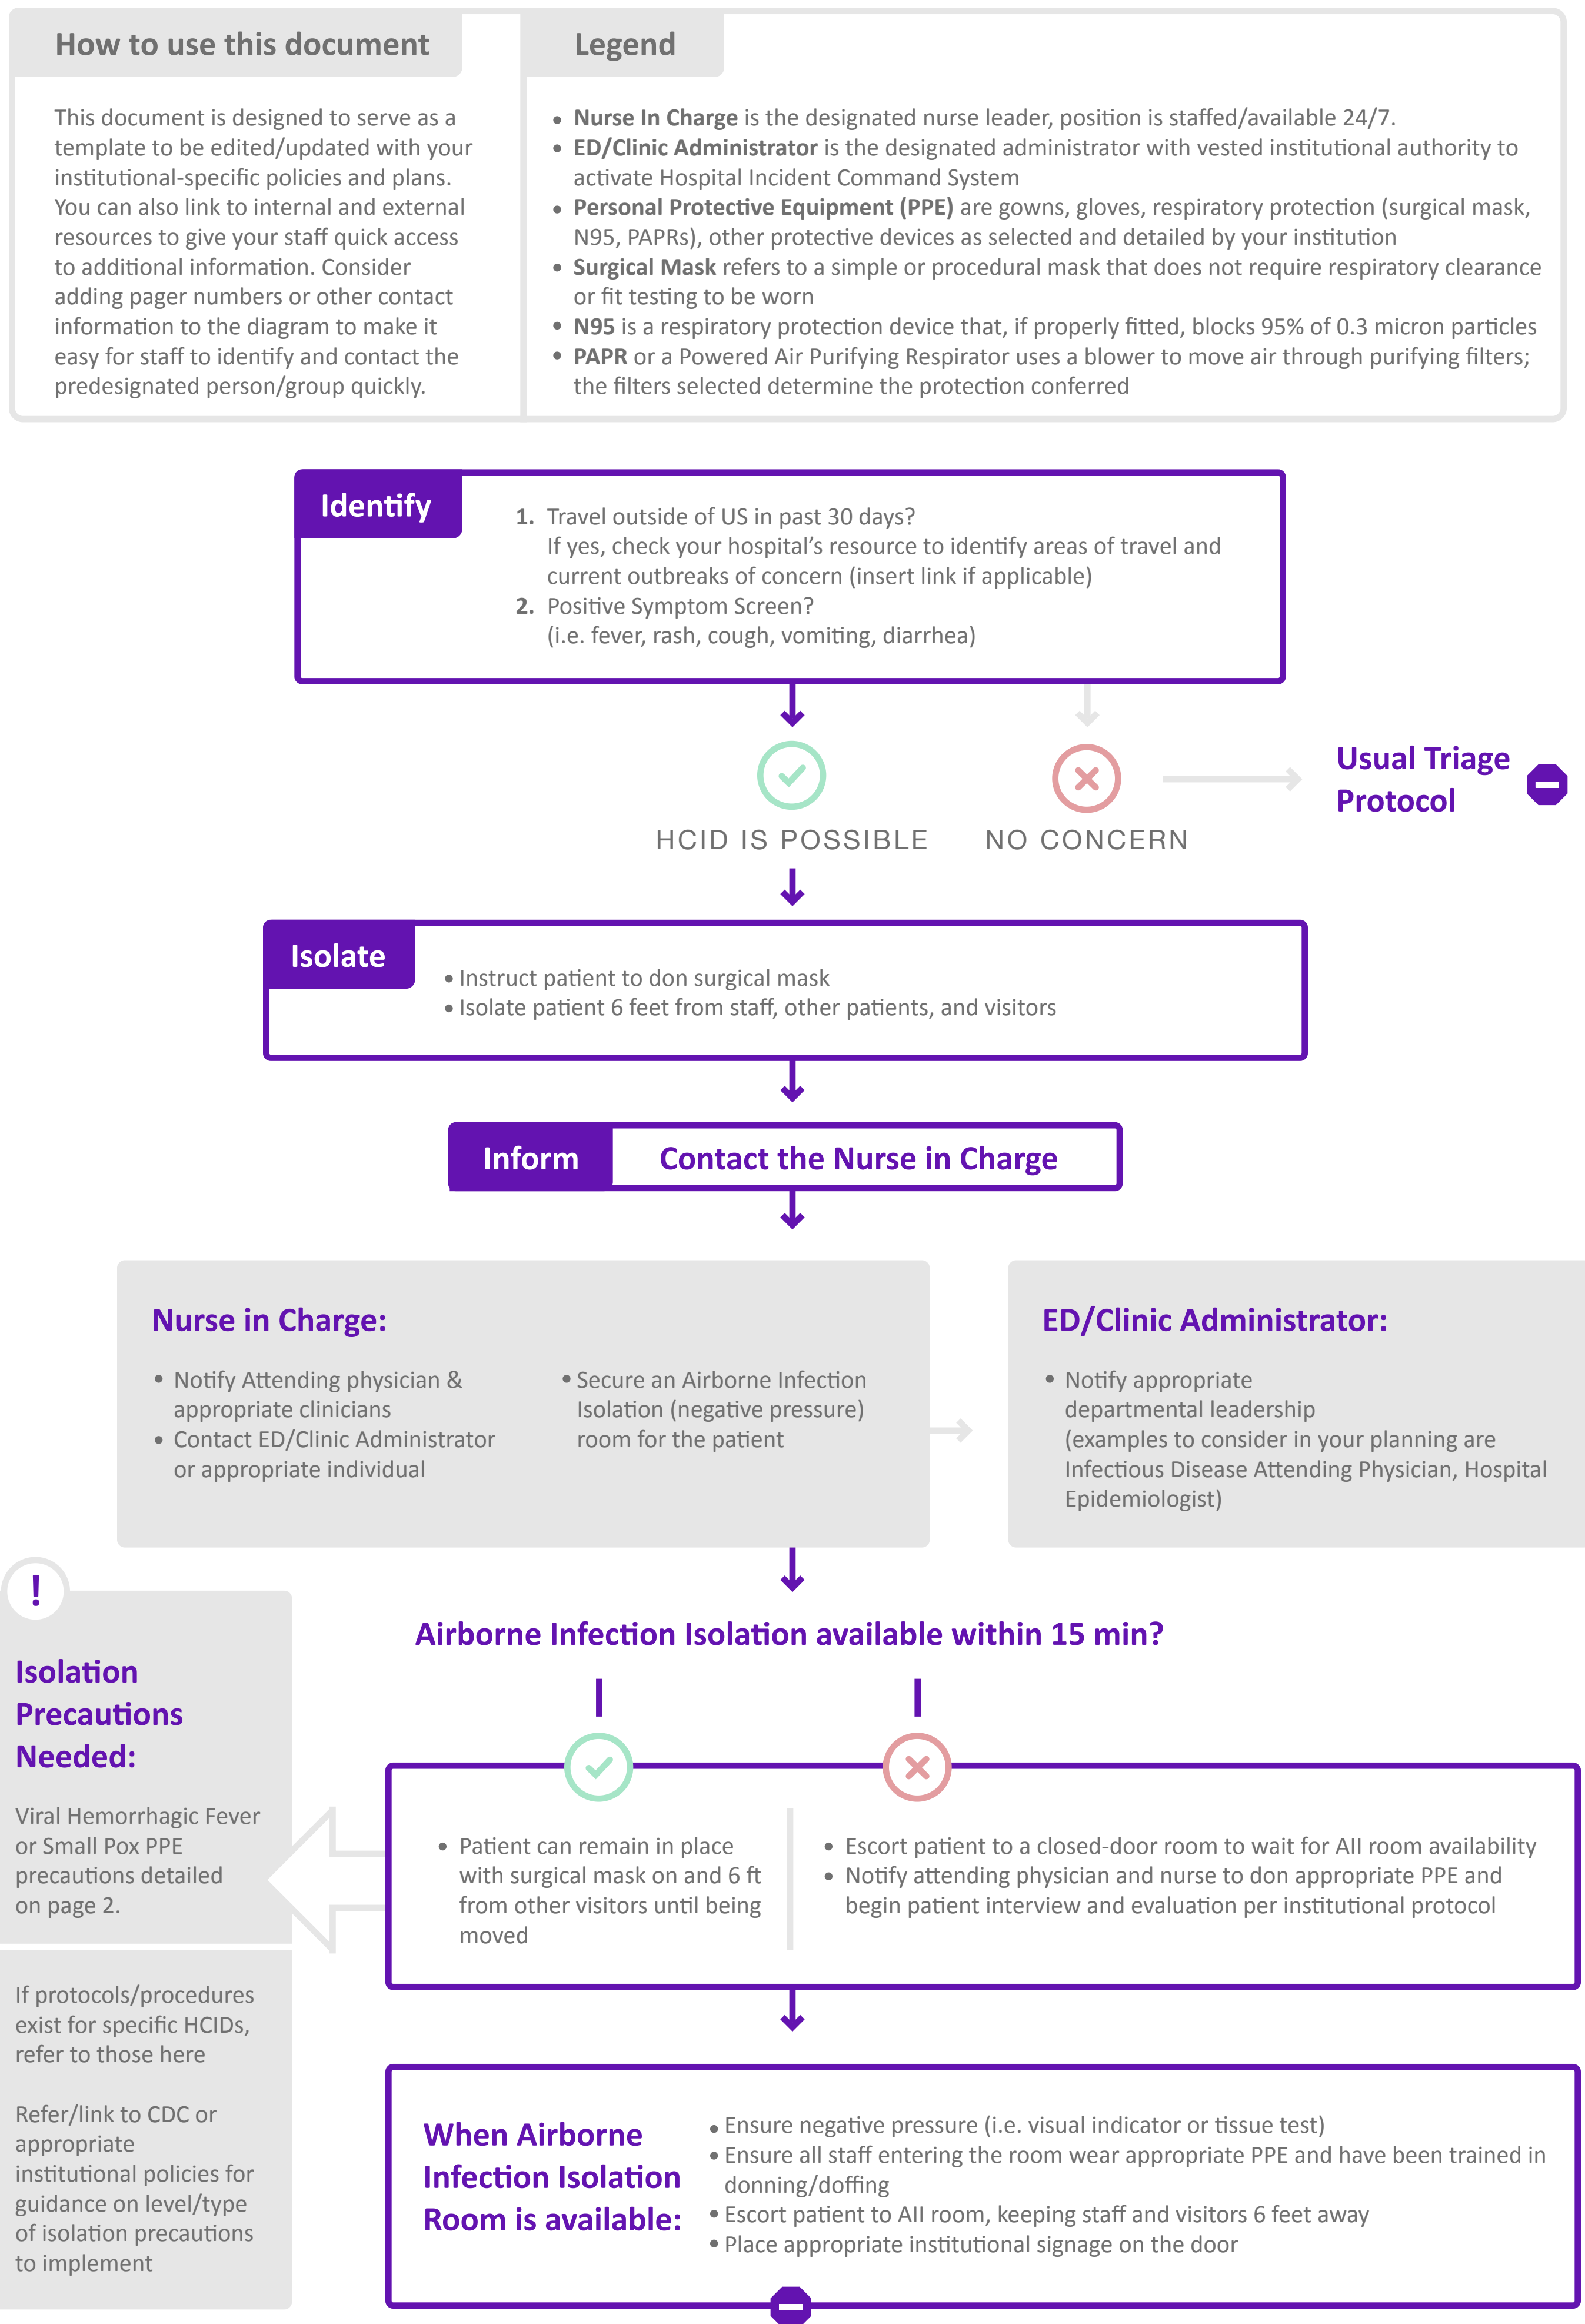 How to use this document
This document is designed to serve as a
template to be edited/updated with your
institutional-specific policies and plans.
You can also link to internal and external
resources to give your staff quick access
to additional information. Consider
adding pager numbers or other contact
information to the diagram to make it
easy for staff to identify and contact the
predesignated person/group quickly.
Legend
• Nurse In Charge is the designated nurse leader, position is staffed/available 24/7.
• ED/Clinic Administrator is the designated administrator with vested institutional authority to
activate Hospital Incident Command System
• Personal Protective Equipment (PPE) are gowns, gloves, respiratory protection (surgical mask,
N95, PAPRs), other protective devices as selected and detailed by your institution
• Surgical Mask refers to a simple or procedural mask that does not require respiratory clearance
or fit testing to be worn
• N95 is a respiratory protection device that, if properly fitted, blocks 95% of 0.3 micron particles
• PAPR or a Powered Air Purifying Respirator uses a blower to move air through purifying filters;
the filters selected determine the protection conferred
Identify
1. Travel outside of US in past 30 days?
If yes, check your hospital's resource to identify areas of travel and
current outbreaks of concern (insert link if applicable)
2. Positive Symptom Screen?
(i.e. fever, rash, cough, vomiting, diarrhea)
HCID IS POSSIBLE
NO CONCERN
Usual Triage
Protocol
Isolate
• Instruct patient to don surgical mask
• Isolate patient 6 feet from staff, other patients, and visitors
Inform
Contact the Nurse in Charge
Nurse in Charge:
• Notify Attending physician &
appropriate clinicians
• Contact ED/Clinic Administrator
or appropriate individual
• Secure an Airborne Infection
Isolation (negative pressure)
room for the patient
ED/Clinic Administrator:
• Notify appropriate
departmental leadership
(examples to consider in your planning are
Infectious Disease Attending Physician, Hospital
Epidemiologist)
!
Isolation
Precautions
Needed:
Viral Hemorrhagic Fever
or Small Pox PPE
precautions detailed
on page 2.
If protocols/procedures
exist for specific HCIDs,
refer to those here
Refer/link to CDC or
appropriate
institutional policies for
guidance on level/type
of isolation precautions
to implement
Airborne Infection Isolation available within 15 min?
• Patient can remain in place
with surgical mask on and 6 ft
from other visitors until being
moved
• Escort patient to a closed-door room to wait for AII room availability
• Notify attending physician and nurse to don appropriate PPE and
begin patient interview and evaluation per institutional protocol
When Airborne
Infection Isolation
Room is available:
• Ensure negative pressure (i.e. visual indicator or tissue test)
• Ensure all staff entering the room wear appropriate PPE and have been trained in
donning/doffing
• Escort patient to AII room, keeping staff and visitors 6 feet away
• Place appropriate institutional signage on the door